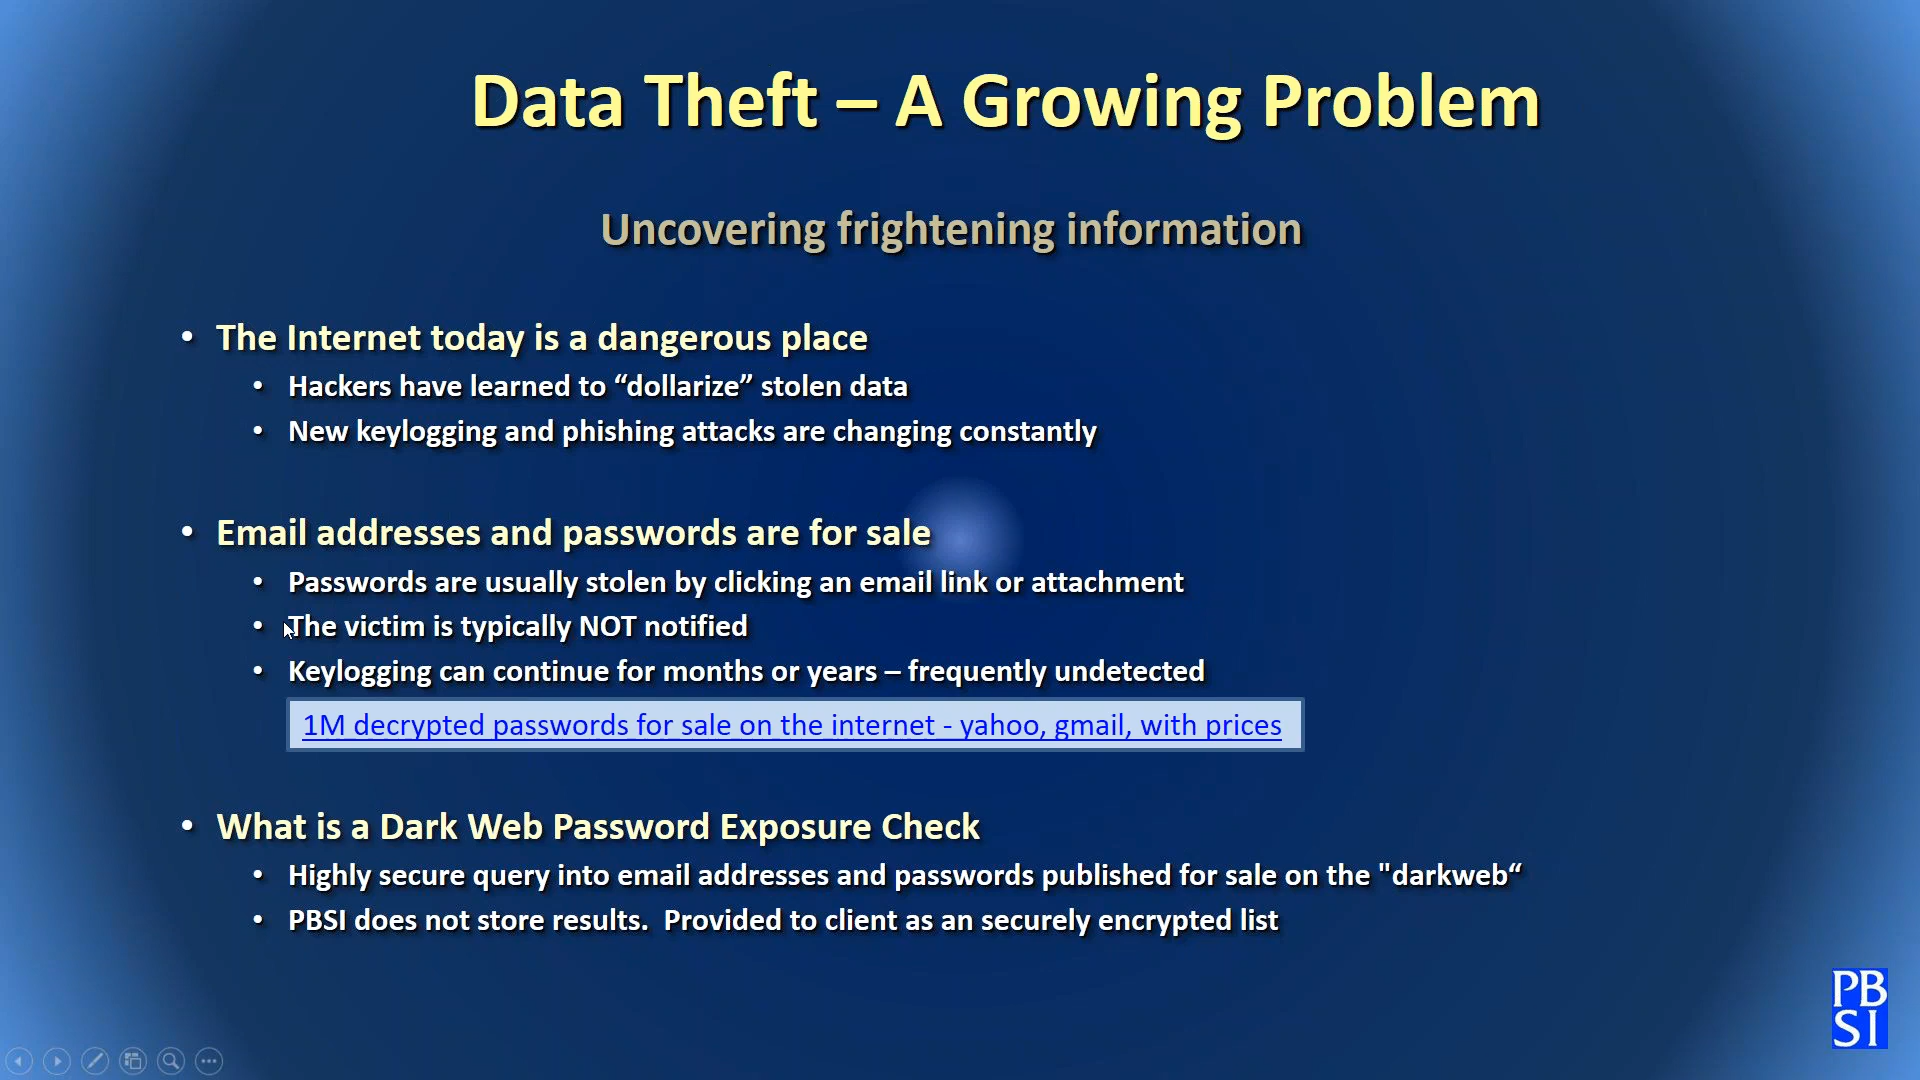 Data Theft – A Growing Problem
Uncovering frightening information
• The Internet today is a dangerous place
• Hackers have learned to “dollarize” stolen data
• New keylogging and phishing attacks are changing constantly
• Email addresses and passwords are for sale
• Passwords are usually stolen by clicking an email link or attachment
• The victim is typically NOT notified
• Keylogging can continue for months or years – frequently undetected
1M decrypted passwords for sale on the internet - yahoo, gmail, with prices
• What is a Dark Web Password Exposure Check
• Highly secure query into email addresses and passwords published for sale on the "darkweb“
• PBSI does not store results.  Provided to client as an securely encrypted list
PB
SI